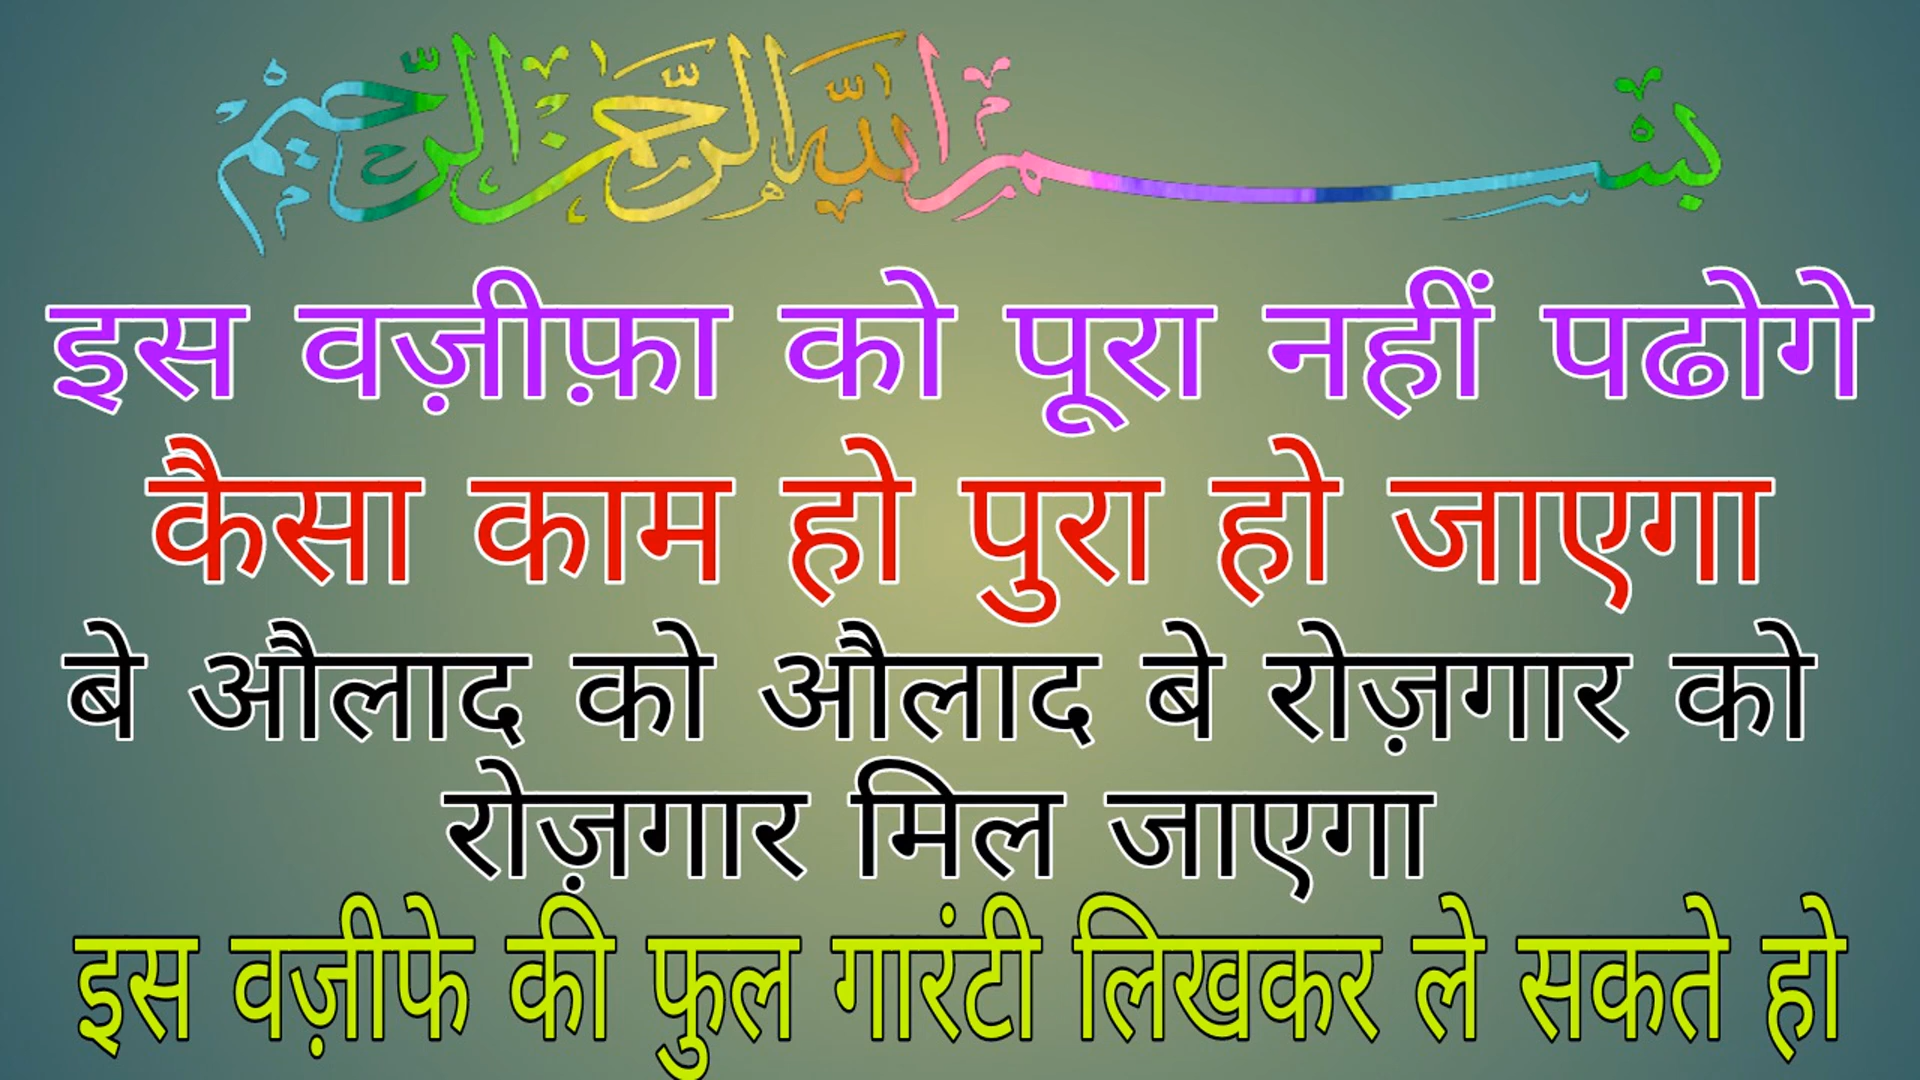 بسم الله الرحمن الرحيم
इस वज़ीफ़ा को पूरा नहीं पढोगे
कैसा काम हो पुरा हो जाएगा
बे औलाद को औलाद बे रोज़गार को
रोज़गार मिल जाएगा
इस वज़ीफे की फुल गारंटी लिखकर ले सकते हो